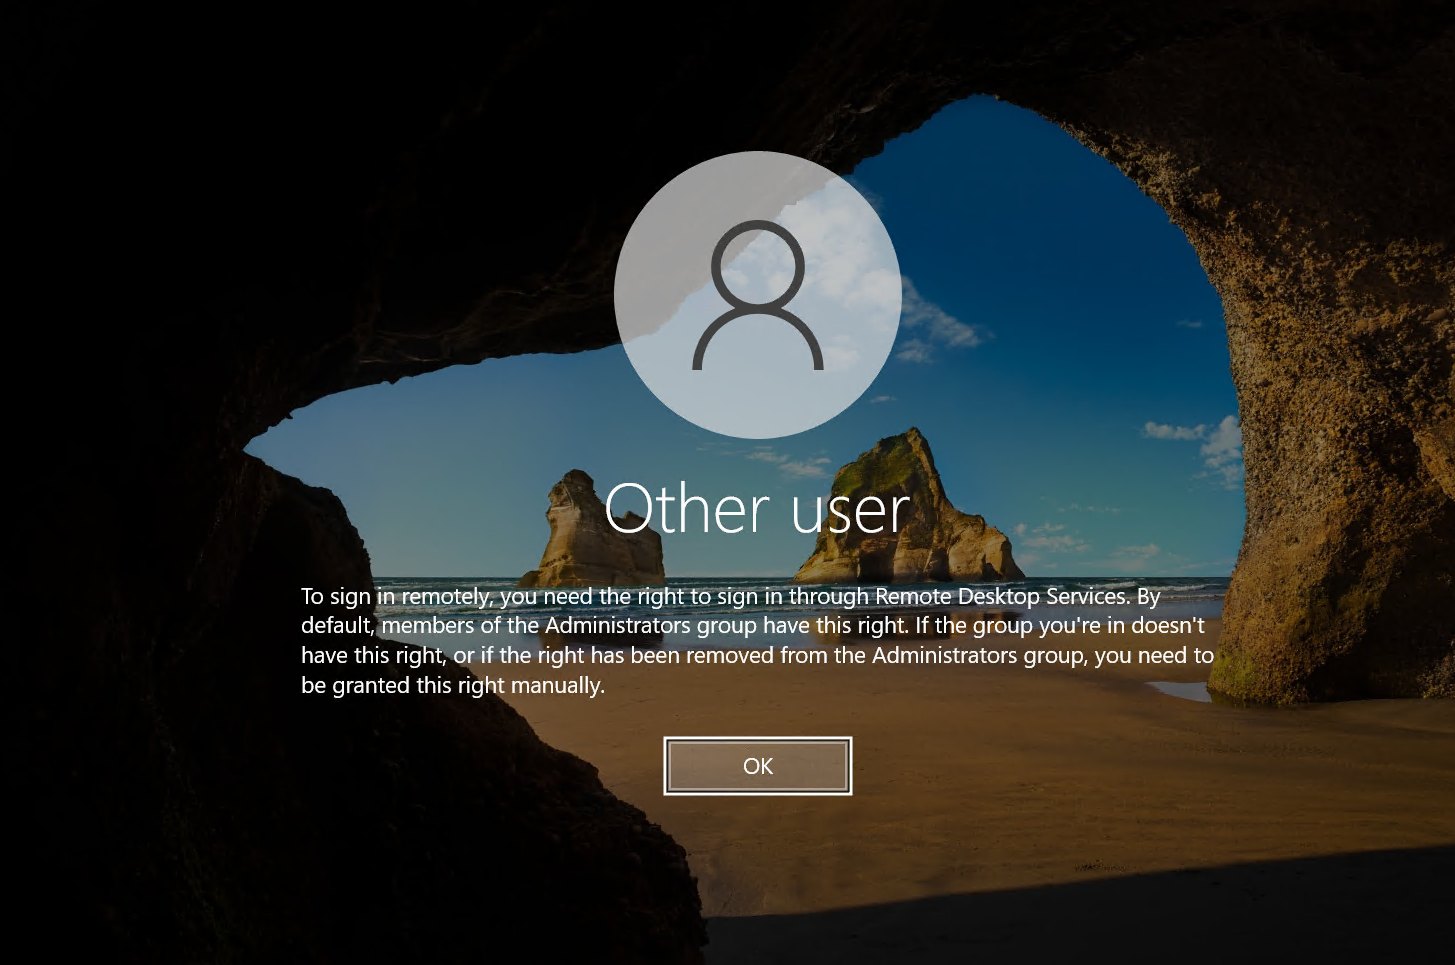 Other user
To sign in remotely, you need the right to sign in through Remote Desktop Services. By
default, members of the Administrators group have this right. If the group you're in doesn't
have this right, or if the right has been removed from the Administrators group, you need to
be granted this right manually.
OK